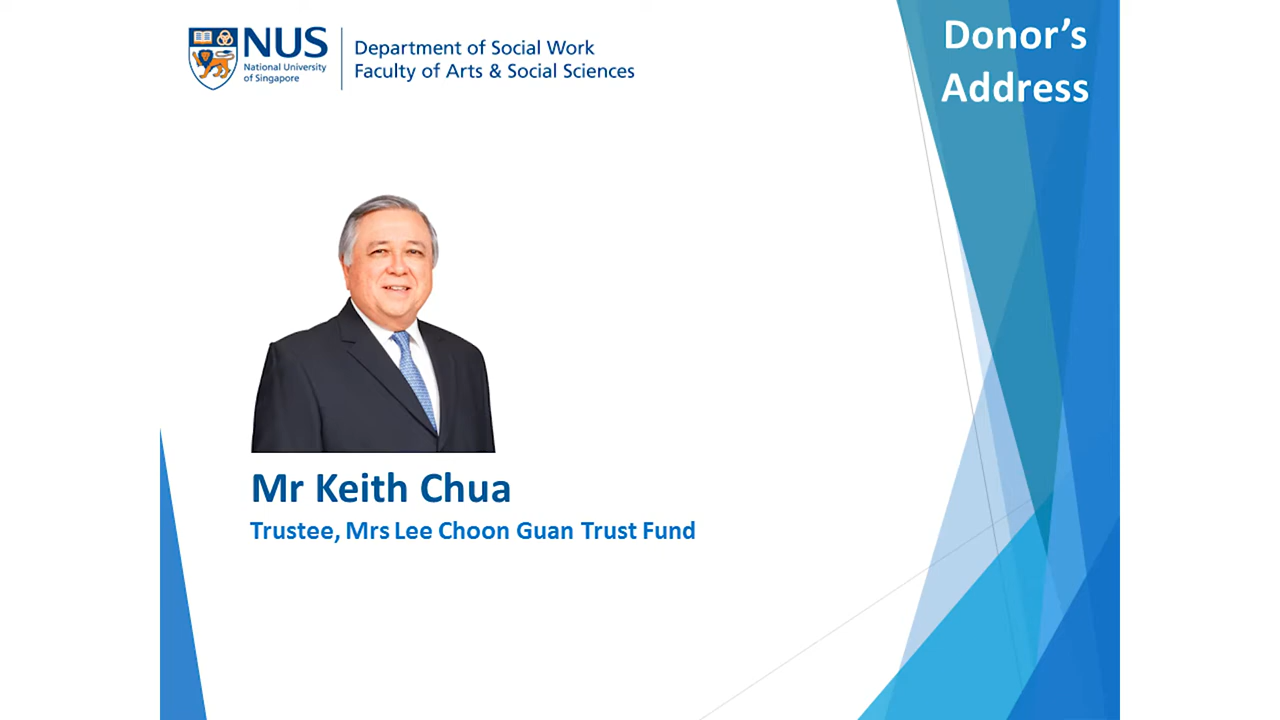 NUS
National University
of Singapore
Department of Social Work
Faculty of Arts & Social Sciences
Donor's
Address
Mr Keith Chua
Trustee, Mrs Lee Choon Guan Trust Fund